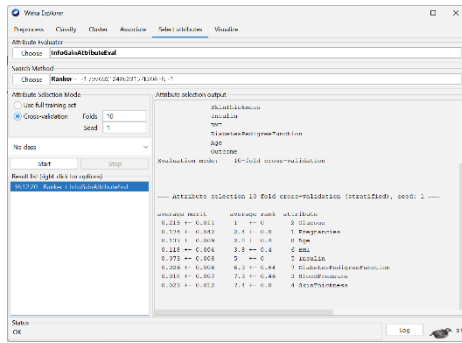 Weka Explorer
Preprocess Classify Cluster Associate Select attributes Visualize
Attribute Evaluator
Choose InfoGainAttributeEval
Search Method
Choose Ranker
Attribute Selection Mode
Use full training set
Cross-validation Folds 10
Seed 1
No class
Start Stop
Result list (right-click for options)
Ranker + InfoGainAttributeEval
Attribute selection output
SkinThickness
Insulin
BMI
DiabetesPedigreeFunction
Age
Outcome
Evaluation mode: 10-fold cross-validation
=== Attribute selection 10 fold cross-validation (stratified), seed: 1 ===
average merit average rank attribute
1 +- 0 2 Glucose
1 Pregnancies
8 Age
6 BMI
5 +- 0 5 Insulin
7 DiabetesPedigreeFunction
3 BloodPressure
4 SkinThickness
Status
OK
Log